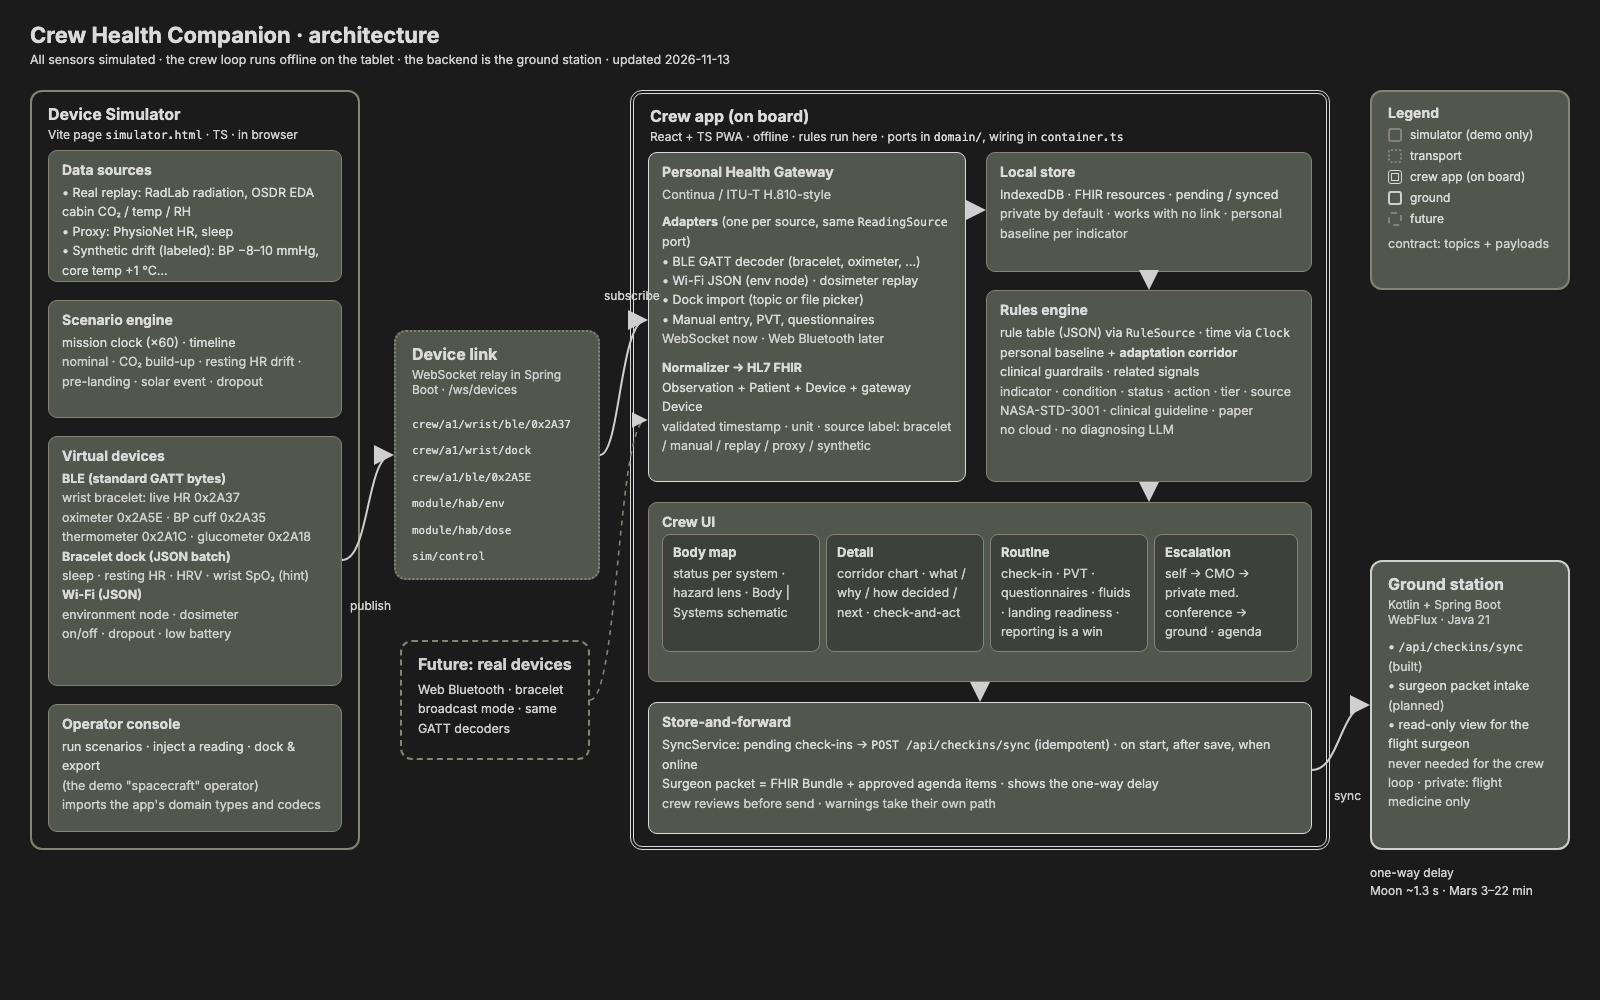 Crew Health Companion · architecture
All sensors simulated · the crew loop runs offline on the tablet · the backend is the ground station · updated 2026-11-13
Device Simulator
Vite page simulator.html · TS · in browser
Data sources
• Real replay: RadLab radiation, OSDR EDA
cabin CO₂ / temp / RH
• Proxy: PhysioNet HR, sleep
• Synthetic drift (labeled): BP −8–10 mmHg,
core temp +1 °C...
Scenario engine
mission clock (×60) · timeline
nominal · CO₂ build-up · resting HR drift ·
pre-landing · solar event · dropout
Virtual devices
BLE (standard GATT bytes)
wrist bracelet: live HR 0x2A37
oximeter 0x2A5E · BP cuff 0x2A35
thermometer 0x2A1C · glucometer 0x2A18
Bracelet dock (JSON batch)
sleep · resting HR · HRV · wrist SpO₂ (hint)
Wi-Fi (JSON)
environment node · dosimeter
on/off · dropout · low battery
Operator console
run scenarios · inject a reading · dock &
export
(the demo "spacecraft" operator)
imports the app's domain types and codecs
publish
Device link
WebSocket relay in Spring
Boot · /ws/devices
crew/a1/wrist/ble/0x2A37
crew/a1/wrist/dock
crew/a1/ble/0x2A5E
module/hab/env
module/hab/dose
sim/control
Future: real devices
Web Bluetooth · bracelet
broadcast mode · same
GATT decoders
subscribe
Crew app (on board)
React + TS PWA · offline · rules run here · ports in domain/, wiring in container.ts
Personal Health Gateway
Continua / ITU-T H.810-style
Adapters (one per source, same ReadingSource
port)
• BLE GATT decoder (bracelet, oximeter, ...)
• Wi-Fi JSON (env node) · dosimeter replay
• Dock import (topic or file picker)
• Manual entry, PVT, questionnaires
WebSocket now · Web Bluetooth later
Normalizer → HL7 FHIR
Observation + Patient + Device + gateway
Device
validated timestamp · unit · source label: bracelet
/ manual / replay / proxy / synthetic
Local store
IndexedDB · FHIR resources · pending / synced
private by default · works with no link · personal
baseline per indicator
Rules engine
rule table (JSON) via RuleSource · time via Clock
personal baseline + adaptation corridor
clinical guardrails · related signals
indicator · condition · status · action · tier · source
NASA-STD-3001 · clinical guideline · paper
no cloud · no diagnosing LLM
Crew UI
Body map
status per system ·
hazard lens · Body |
Systems schematic
Detail
corridor chart · what /
why / how decided /
next · check-and-act
Routine
check-in · PVT ·
questionnaires · fluids
· landing readiness ·
reporting is a win
Escalation
self → CMO →
private med.
conference →
ground · agenda
Store-and-forward
SyncService: pending check-ins → POST /api/checkins/sync (idempotent) · on start, after save, when
online
Surgeon packet = FHIR Bundle + approved agenda items · shows the one-way delay
crew reviews before send · warnings take their own path
sync
Legend
simulator (demo only)
transport
crew app (on board)
ground
future
contract: topics + payloads
Ground station
Kotlin + Spring Boot
WebFlux · Java 21
• /api/checkins/sync
(built)
• surgeon packet intake
(planned)
• read-only view for the
flight surgeon
never needed for the crew
loop · private: flight
medicine only
one-way delay
Moon ~1.3 s · Mars 3–22 min